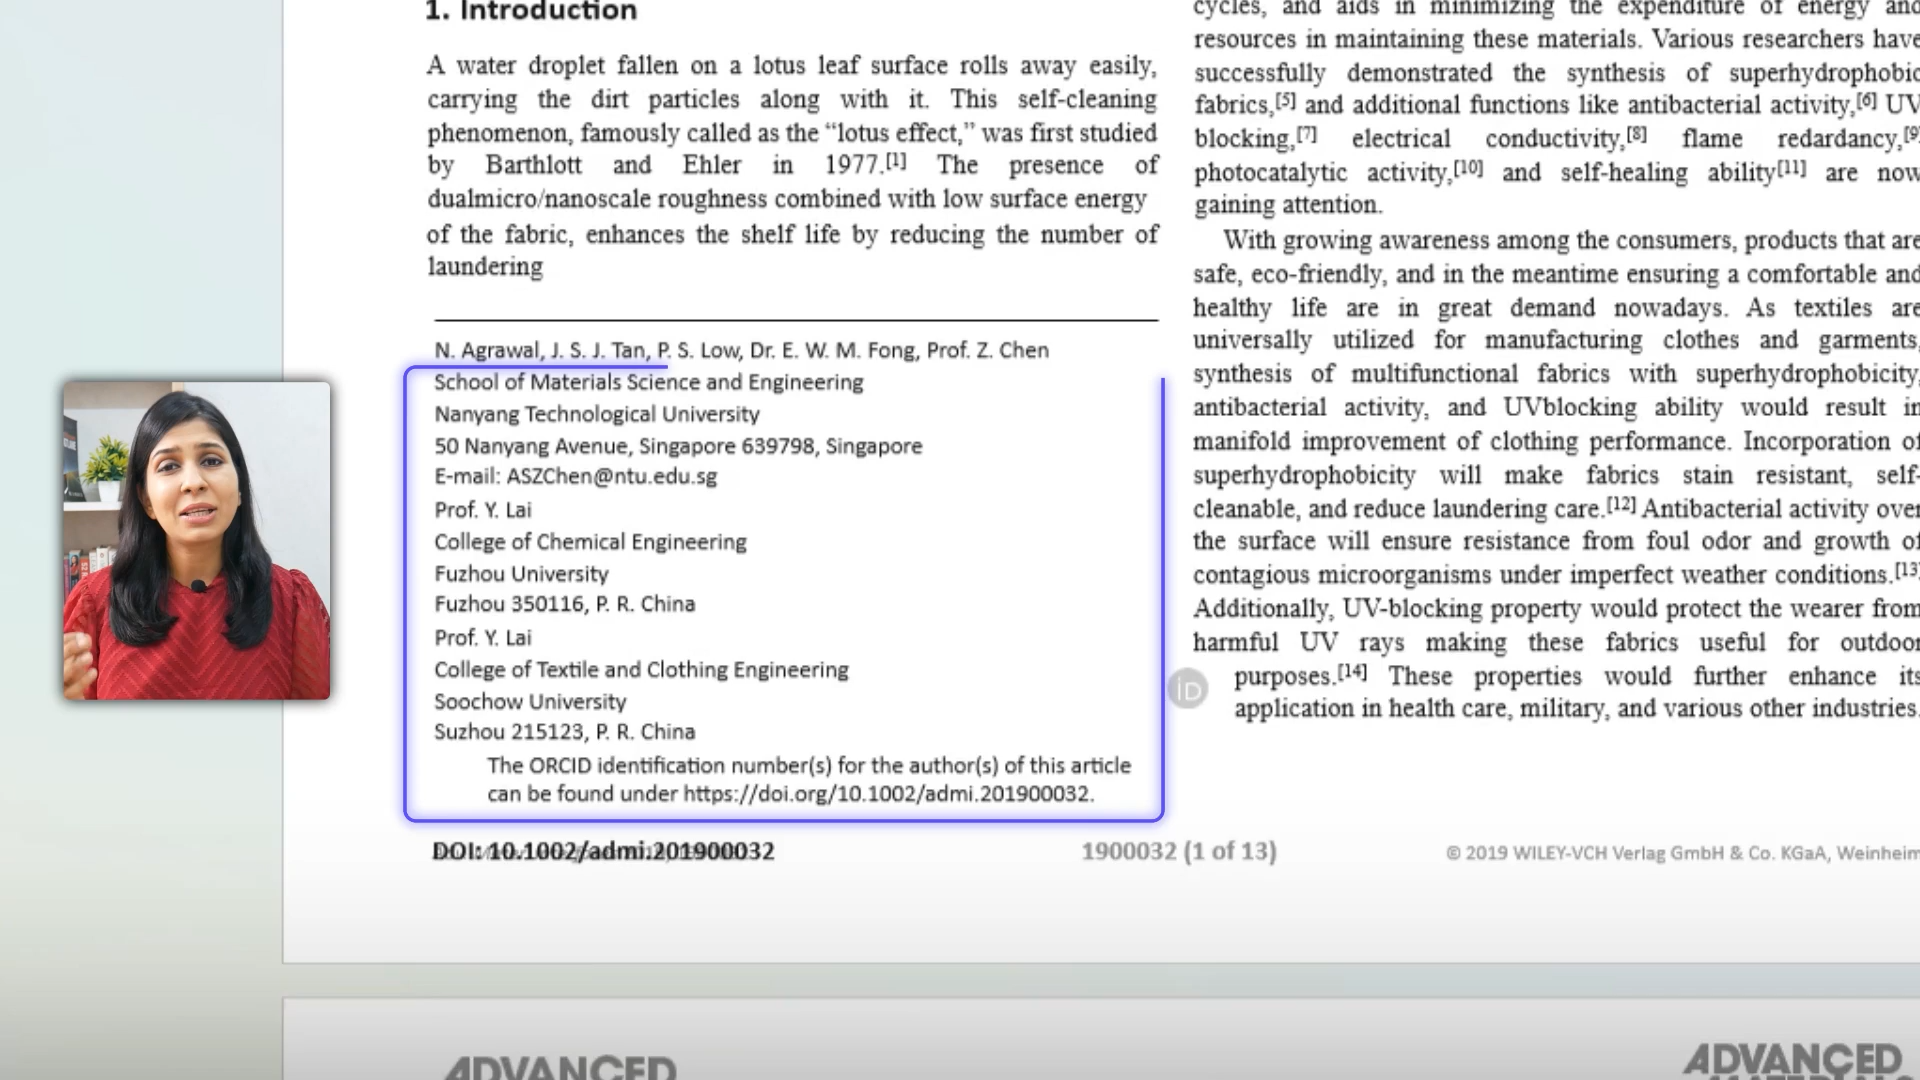 1. Introduction
A water droplet fallen on a lotus leaf surface rolls away easily,
carrying the dirt particles along with it. This self-cleaning
phenomenon, famously called as the “lotus effect,” was first studied
by Barthlott and Ehler in 1977.[1] The presence of
dualmicro/nanoscale roughness combined with low surface energy
of the fabric, enhances the shelf life by reducing the number of
laundering
N. Agrawal, J. S. J. Tan, P. S. Low, Dr. E. W. M. Fong, Prof. Z. Chen
School of Materials Science and Engineering
Nanyang Technological University
50 Nanyang Avenue, Singapore 639798, Singapore
E-mail: ASZChen@ntu.edu.sg
Prof. Y. Lai
College of Chemical Engineering
Fuzhou University
Fuzhou 350116, P. R. China
Prof. Y. Lai
College of Textile and Clothing Engineering
Soochow University
Suzhou 215123, P. R. China
The ORCID identification number(s) for the author(s) of this article
can be found under https://doi.org/10.1002/admi.201900032.
DOI: 10.1002/admi.201900032
cycles, and aids in minimizing the expenditure of energy and
resources in maintaining these materials. Various researchers have
successfully demonstrated the synthesis of superhydrophobic
fabrics,[5] and additional functions like antibacterial activity,[6] UV
blocking,[7] electrical conductivity,[8] flame redardancy,[9]
photocatalytic activity,[10] and self-healing ability[11] are now
gaining attention.
With growing awareness among the consumers, products that are
safe, eco-friendly, and in the meantime ensuring a comfortable and
healthy life are in great demand nowadays. As textiles are
universally utilized for manufacturing clothes and garments,
synthesis of multifunctional fabrics with superhydrophobicity,
antibacterial activity, and UVblocking ability would result in
manifold improvement of clothing performance. Incorporation of
superhydrophobicity will make fabrics stain resistant, self-
cleanable, and reduce laundering care.[12] Antibacterial activity over
the surface will ensure resistance from foul odor and growth of
contagious microorganisms under imperfect weather conditions.[13]
Additionally, UV-blocking property would protect the wearer from
harmful UV rays making these fabrics useful for outdoor
iD
purposes.[14] These properties would further enhance its
application in health care, military, and various other industries.
1900032 (1 of 13)
© 2019 WILEY-VCH Verlag GmbH & Co. KGaA, Weinheim
ADVANCED
ADVANCED